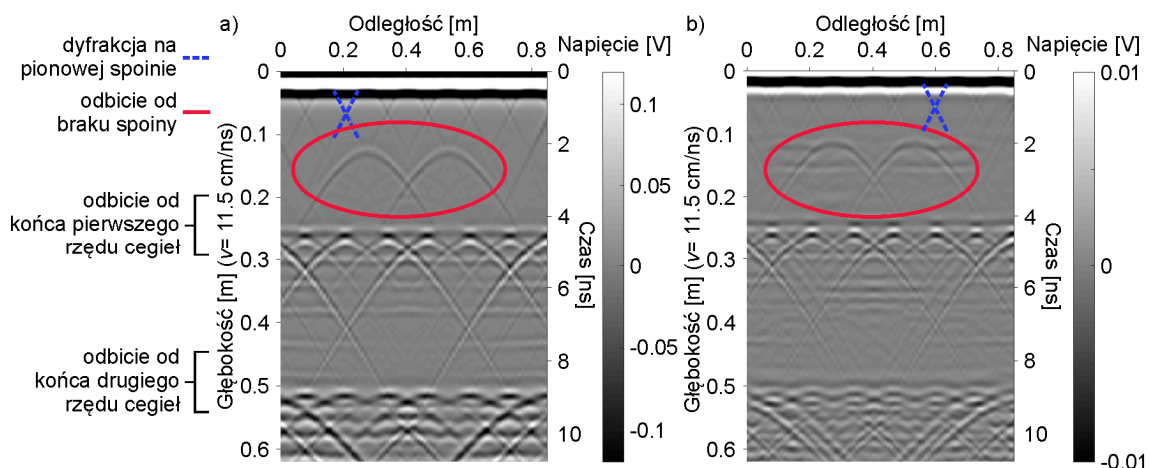 dyfrakcja na
pionowej spoinie
odbicie od
braku spoiny
odbicie od
końca pierwszego
rzędu cegieł
odbicie od
końca drugiego
rzędu cegieł
a)
Odległość [m]
0 0.2 0.4 0.6 0.8
Napięcie [V]
Głębokość [m] (v= 11.5 cm/ns)
0
0.1
0.2
0.3
0.4
0.5
0.6
0
2
4
6
8
10
Czas [ns]
0.1
0.05
0
-0.05
-0.1
b)
Odległość [m]
0 0.2 0.4 0.6 0.8
Napięcie [V]
Głębokość [m] (v= 11.5 cm/ns)
0
0.1
0.2
0.3
0.4
0.5
0.6
0
2
4
6
8
10
Czas [ns]
0.01
0
-0.01